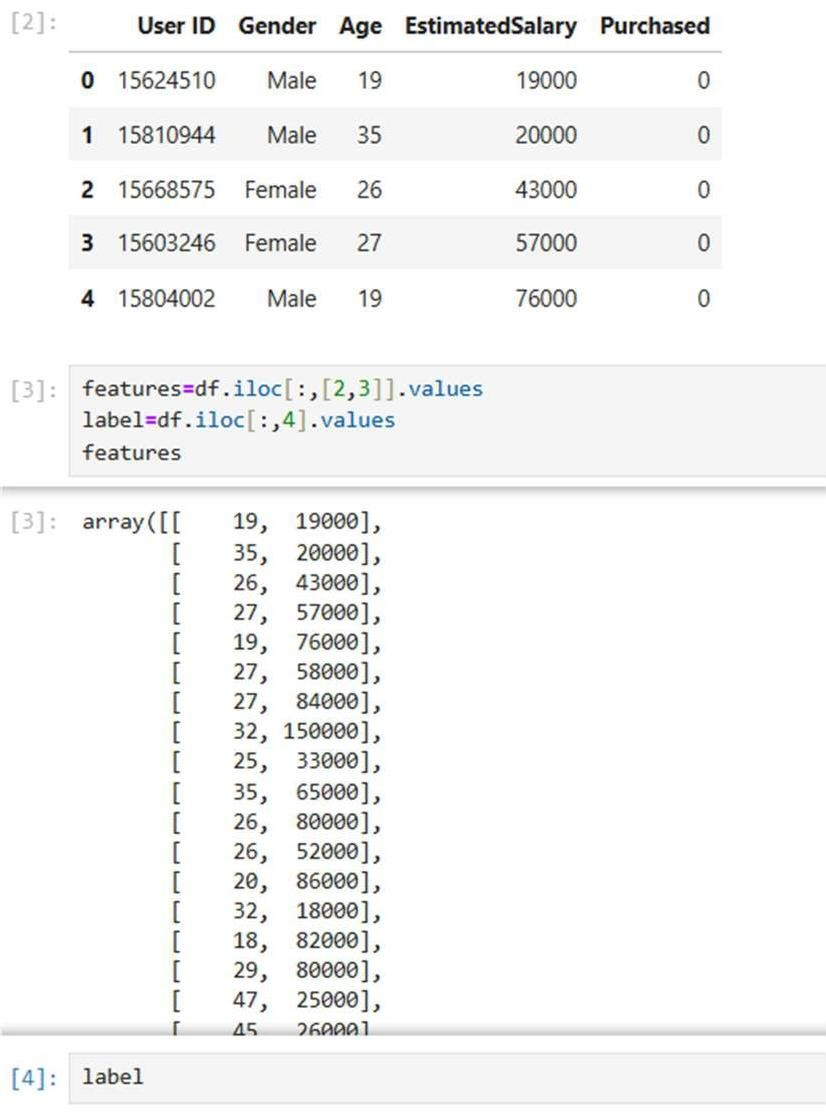 [2]: User ID Gender Age EstimatedSalary Purchased
0 15624510 Male 19 19000 0
1 15810944 Male 35 20000 0
2 15668575 Female 26 43000 0
3 15603246 Female 27 57000 0
4 15804002 Male 19 76000 0
[3]: features=df.iloc[:,[2,3]].values
label=df.iloc[:,4].values
features
[3]: array([[ 19, 19000],
[ 35, 20000],
[ 26, 43000],
[ 27, 57000],
[ 19, 76000],
[ 27, 58000],
[ 27, 84000],
[ 32, 150000],
[ 25, 33000],
[ 35, 65000],
[ 26, 80000],
[ 26, 52000],
[ 20, 86000],
[ 32, 18000],
[ 18, 82000],
[ 29, 80000],
[ 47, 25000],
[ 45, 26000],
[4]: label